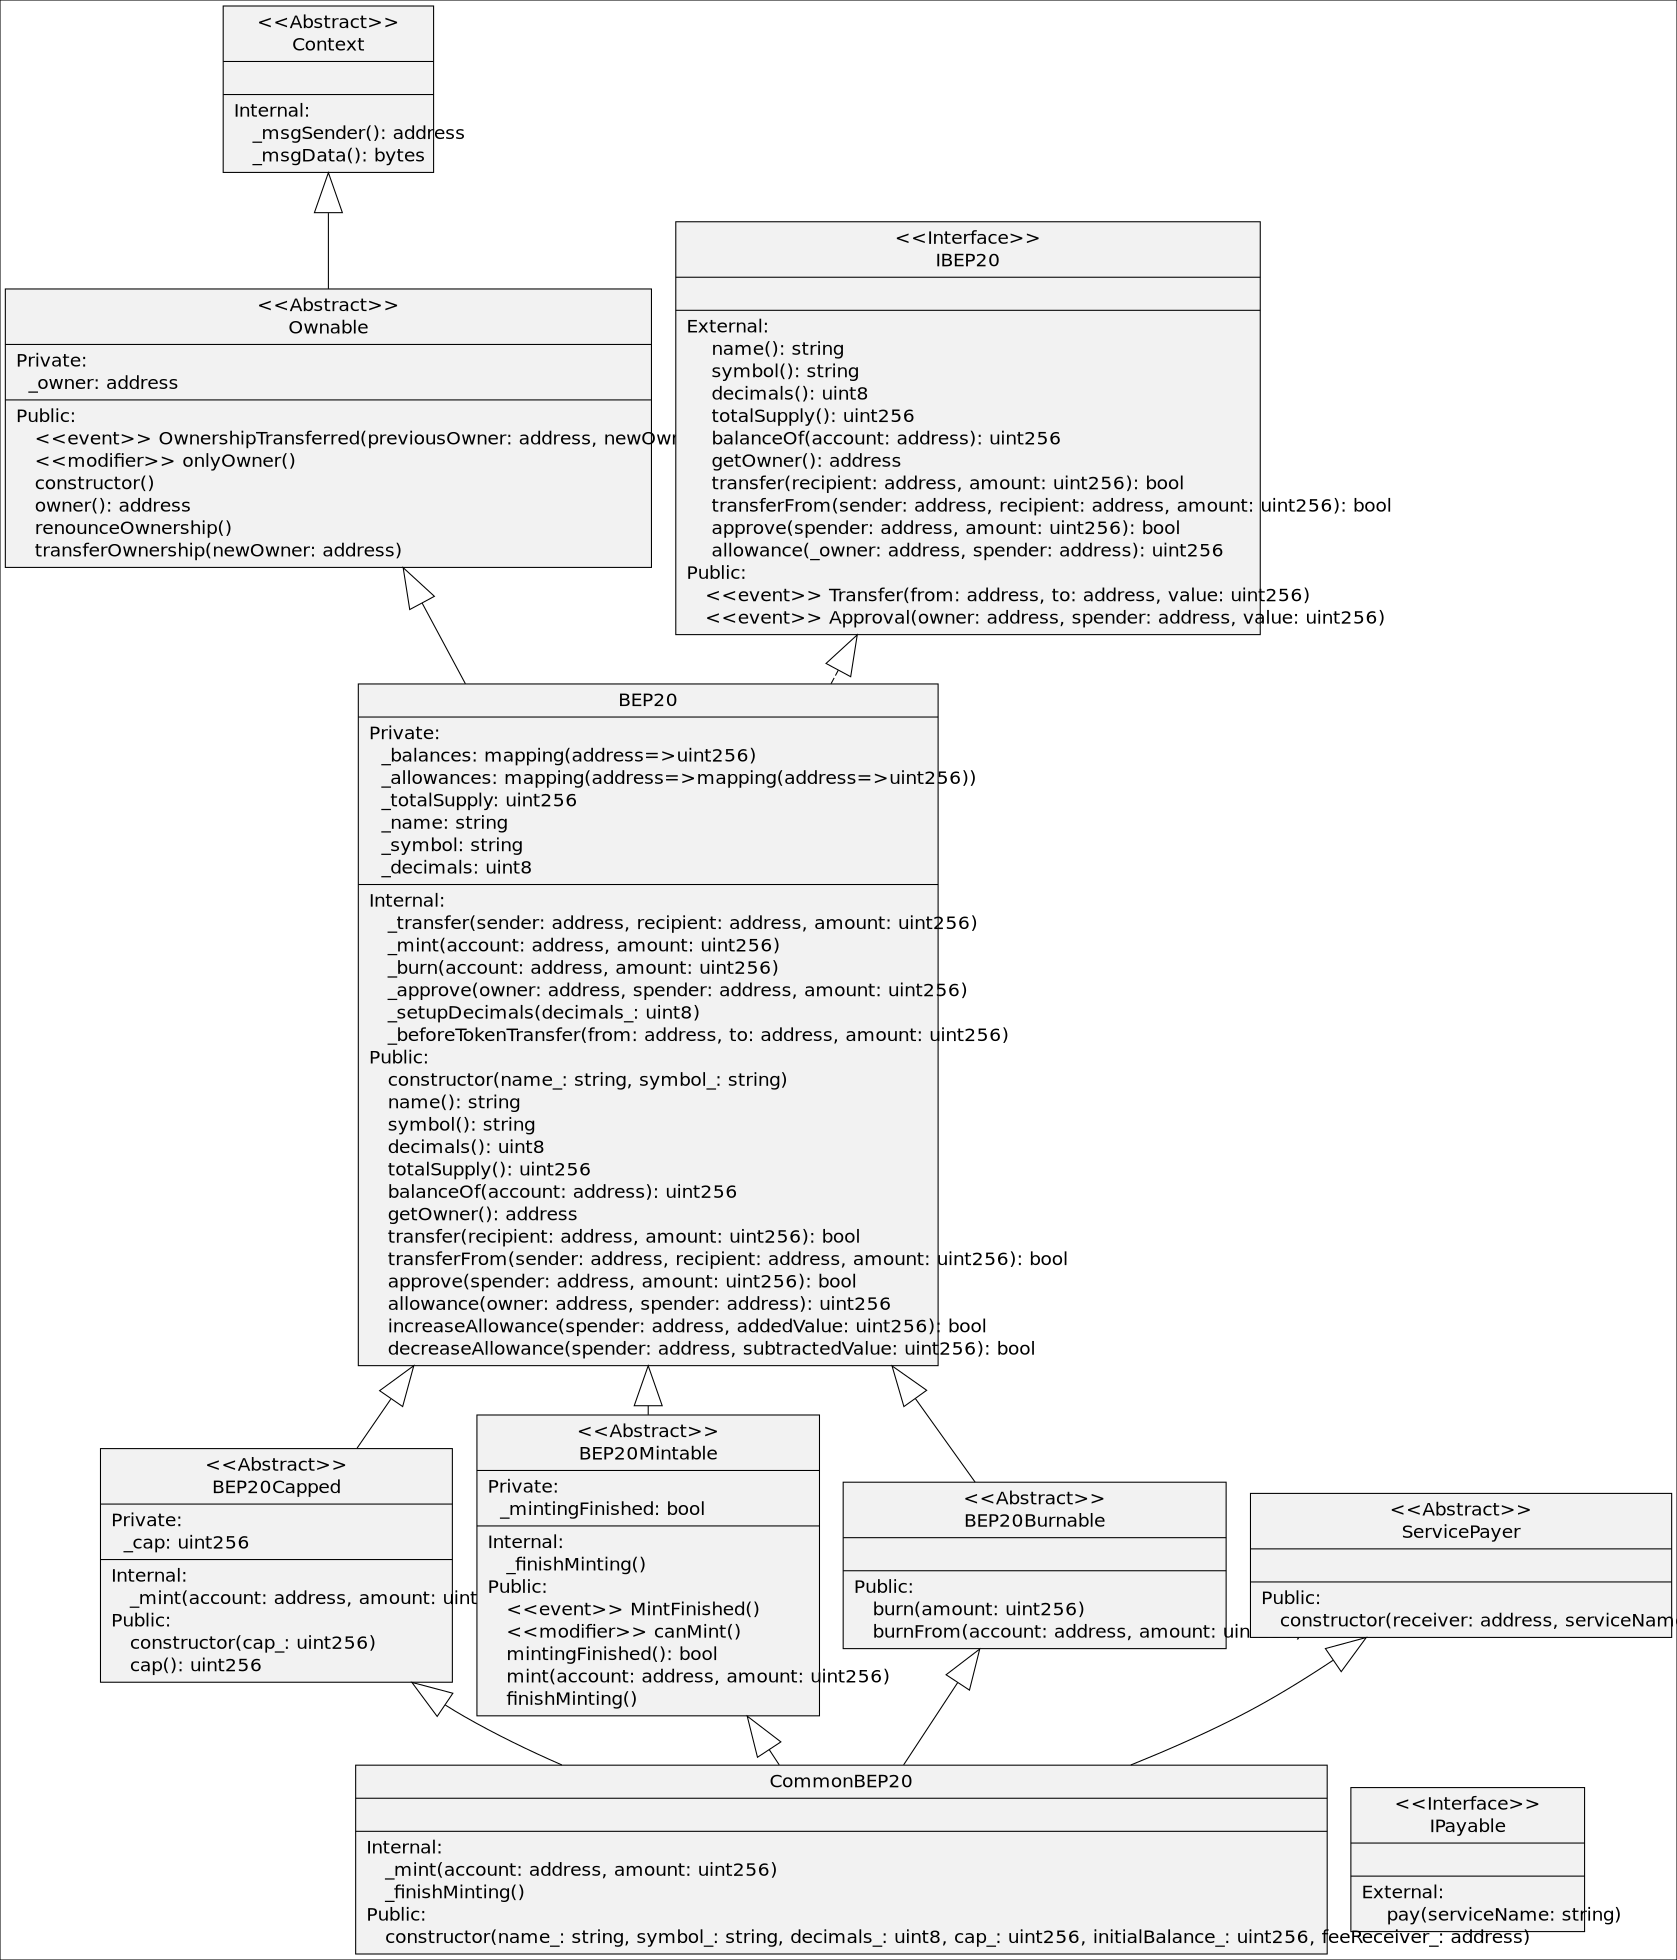 <<Abstract>>
Context
Internal:
_msgSender(): address
_msgData(): bytes
<<Abstract>>
Ownable
Private:
_owner: address
Public:
<<event>> OwnershipTransferred(previousOwner: address,
<<modifier>> onlyOwner()
constructor()
owner(): address
renounceOwnership()
transferOwnership(newOwner: address)
<<Interface>>
IBEP20
External:
name(): string
symbol(): string
decimals(): uint8
totalSupply(): uint256
balanceOf(account: address): uint256
getOwner(): address
transfer(recipient: address, amount: uint256): bool
transferFrom(sender: address, recipient: address, amount: uint256): bool
approve(spender: address, amount: uint256): bool
allowance(_owner: address, spender: address): uint256
Public:
<<event>> Transfer(from: address, to: address, value: uint256)
<<event>> Approval(owner: address, spender: address, value: uint256)
BEP20
Private:
_balances: mapping(address=>uint256)
_allowances: mapping(address=>mapping(address=>uint256))
_totalSupply: uint256
_name: string
_symbol: string
_decimals: uint8
Internal:
_transfer(sender: address, recipient: address, amount: uint256)
_mint(account: address, amount: uint256)
_burn(account: address, amount: uint256)
_approve(owner: address, spender: address, amount: uint256)
_setupDecimals(decimals_: uint8)
_beforeTokenTransfer(from: address, to: address, amount: uint256)
Public:
constructor(name_: string, symbol_: string)
name(): string
symbol(): string
decimals(): uint8
totalSupply(): uint256
balanceOf(account: address): uint256
getOwner(): address
transfer(recipient: address, amount: uint256): bool
transferFrom(sender: address, recipient: address, amount: uint256): bool
approve(spender: address, amount: uint256): bool
allowance(owner: address, spender: address): uint256
increaseAllowance(spender: address, addedValue: uint256): bool
decreaseAllowance(spender: address, subtractedValue: uint256): bool
<<Abstract>>
BEP20Capped
Private:
_cap: uint256
Internal:
_mint(account: address, amount:
Public:
constructor(cap_: uint256)
cap(): uint256
<<Abstract>>
BEP20Mintable
Private:
_mintingFinished: bool
Internal:
_finishMinting()
Public:
<<event>> MintFinished()
<<modifier>> canMint()
mintingFinished(): bool
mint(account: address, amount: uint256)
finishMinting()
<<Abstract>>
BEP20Burnable
Public:
burn(amount: uint256)
burnFrom(account: address, amount:
<<Abstract>>
ServicePayer
Public:
constructor(receiver: address,
CommonBEP20
Internal:
_mint(account: address, amount: uint256)
_finishMinting()
Public:
constructor(name_: string, symbol_: string, decimals_: uint8, cap_: uint256, initialBalance_: uint256, feeReceiver_: address)
<<Interface>>
IPayable
External:
pay(serviceName: string)